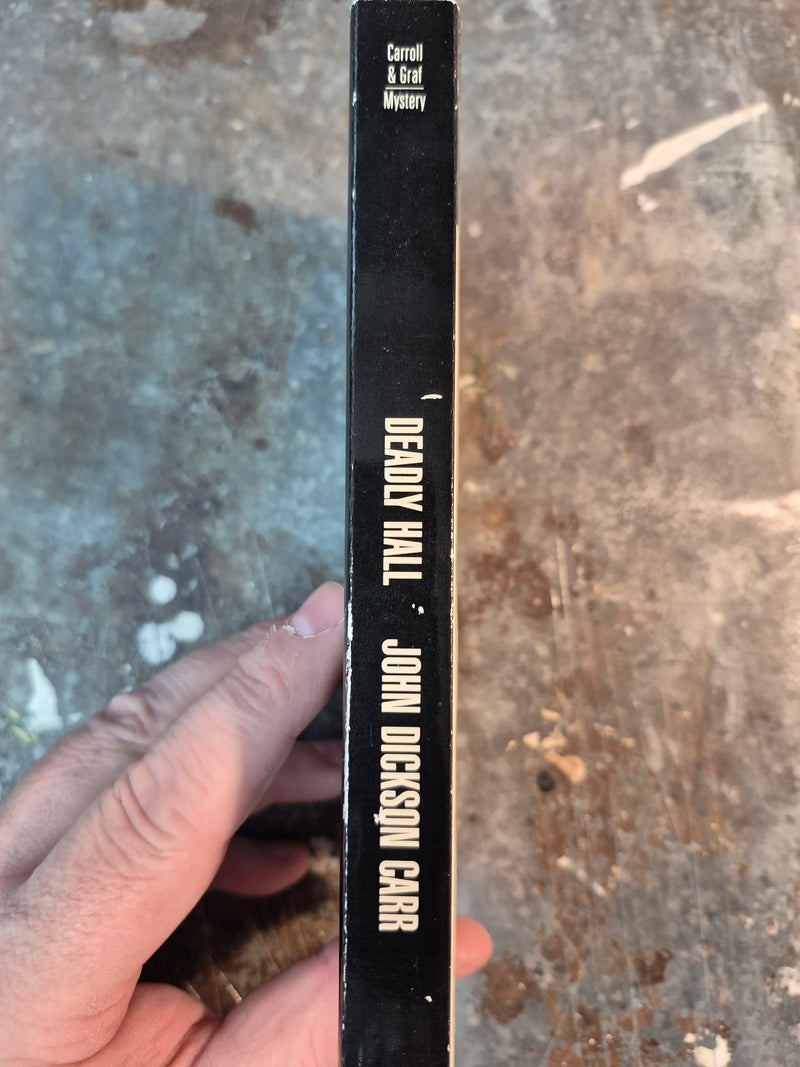 Carroll
& Graf
Mystery
DEADLY HALL JOHN DICKSON CARR